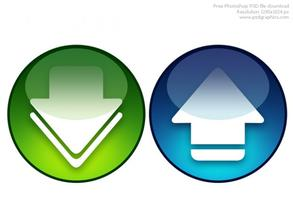 Free Photoshop PSD file download
Resolution 1280x1024 px
www.psdgraphics.com